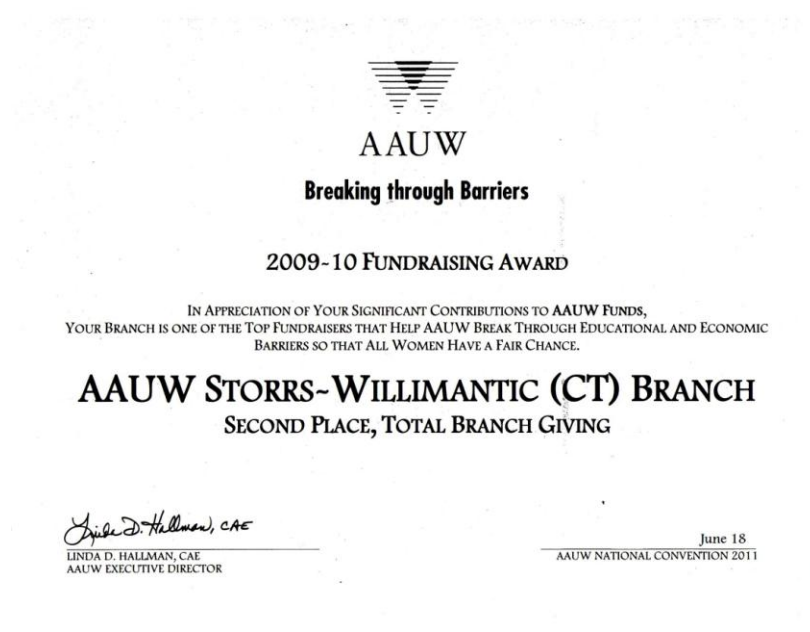 AAUW
Breaking through Barriers
2009~10 FUNDRAISING AWARD
IN APPRECIATION OF YOUR SIGNIFICANT CONTRIBUTIONS TO AAUW FUNDS,
YOUR BRANCH IS ONE OF THE TOP FUNDRAISERS THAT HELP AAUW BREAK THROUGH EDUCATIONAL AND ECONOMIC
BARRIERS SO THAT ALL WOMEN HAVE A FAIR CHANCE.
AAUW STORRS~WILLIMANTIC (CT) BRANCH
SECOND PLACE, TOTAL BRANCH GIVING
Linda D. Hallman, CAE
LINDA D. HALLMAN, CAE
AAUW EXECUTIVE DIRECTOR
June 18
AAUW NATIONAL CONVENTION 2011